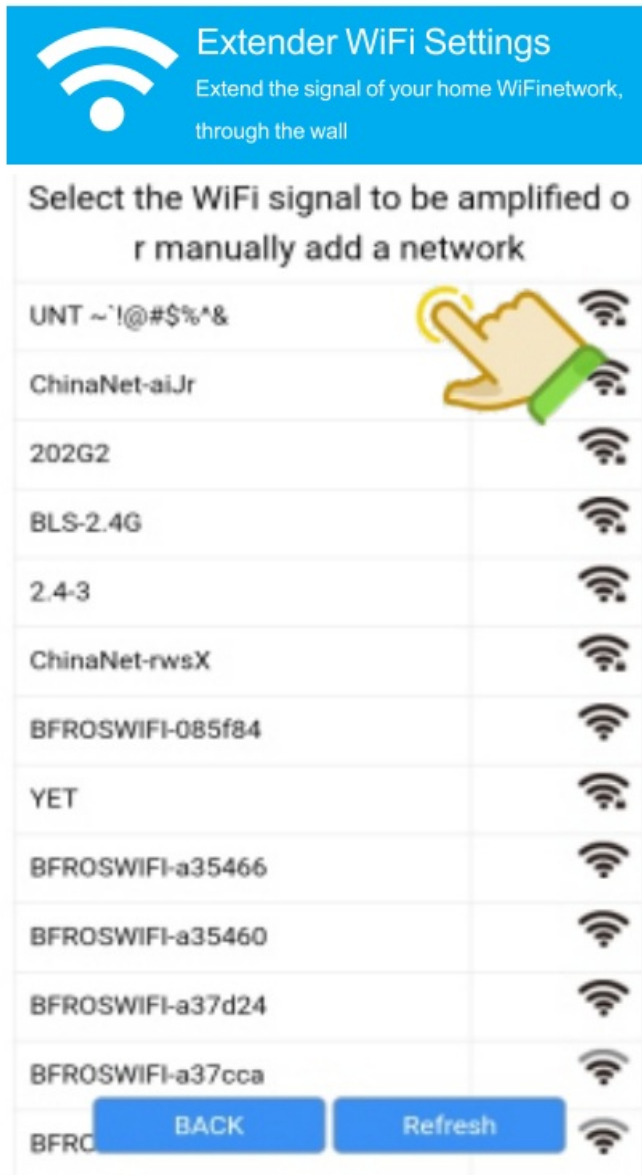 Extender WiFi Settings
Extend the signal of your home WiFinetwork,
through the wall
Select the WiFi signal to be amplified o
r manually add a network
UNT ~`!@#$%^&
ChinaNet-aiJr
202G2
BLS-2.4G
2.4-3
ChinaNet-rwsX
BFROSWIFI-085f84
YET
BFROSWIFI-a35466
BFROSWIFI-a35460
BFROSWIFI-a37d24
BFROSWIFI-a37cca
BFRO
BACK Refresh